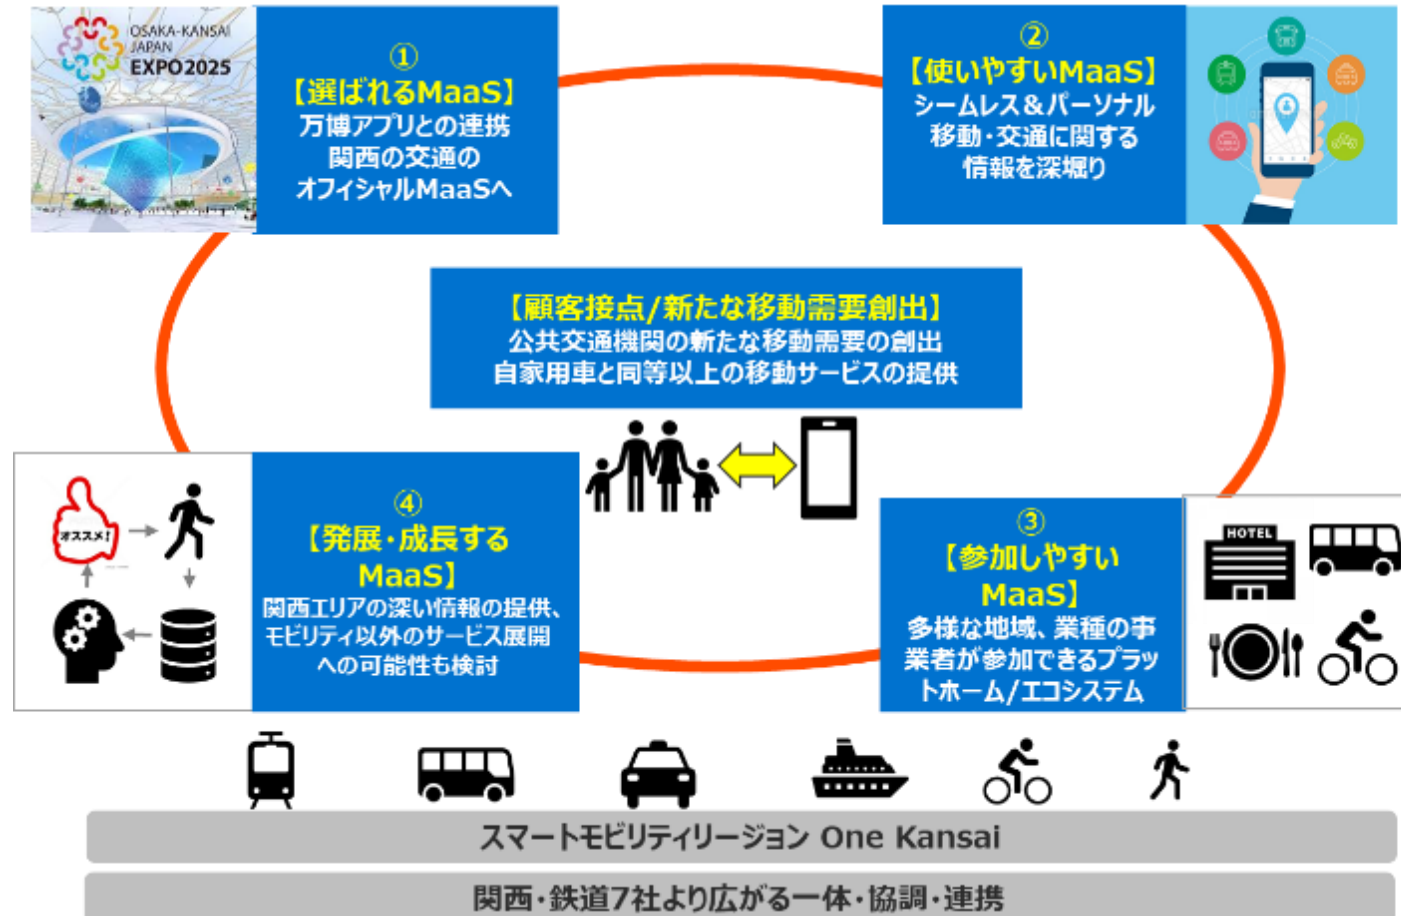 OSAKA-KANSAI
JAPAN
EXPO2025
①
【選ばれるMaaS】
万博アプリとの連携
関西の交通の
オフィシャルMaaSへ
②
【使いやすいMaaS】
シームレス＆パーソナル
移動・交通に関する
情報を深堀り
【顧客接点/新たな移動需要創出】
公共交通機関の新たな移動需要の創出
自家用車と同等以上の移動サービスの提供
オススメ！
④
【発展・成長する
MaaS】
関西エリアの深い情報の提供、
モビリティ以外のサービス展開
への可能性も検討
③
【参加しやすい
MaaS】
多様な地域、業種の事
業者が参加できるプラッ
トホーム/エコシステム
HOTEL
スマートモビリティリージョン One Kansai
関西・鉄道7社より広がる一体・協調・連携